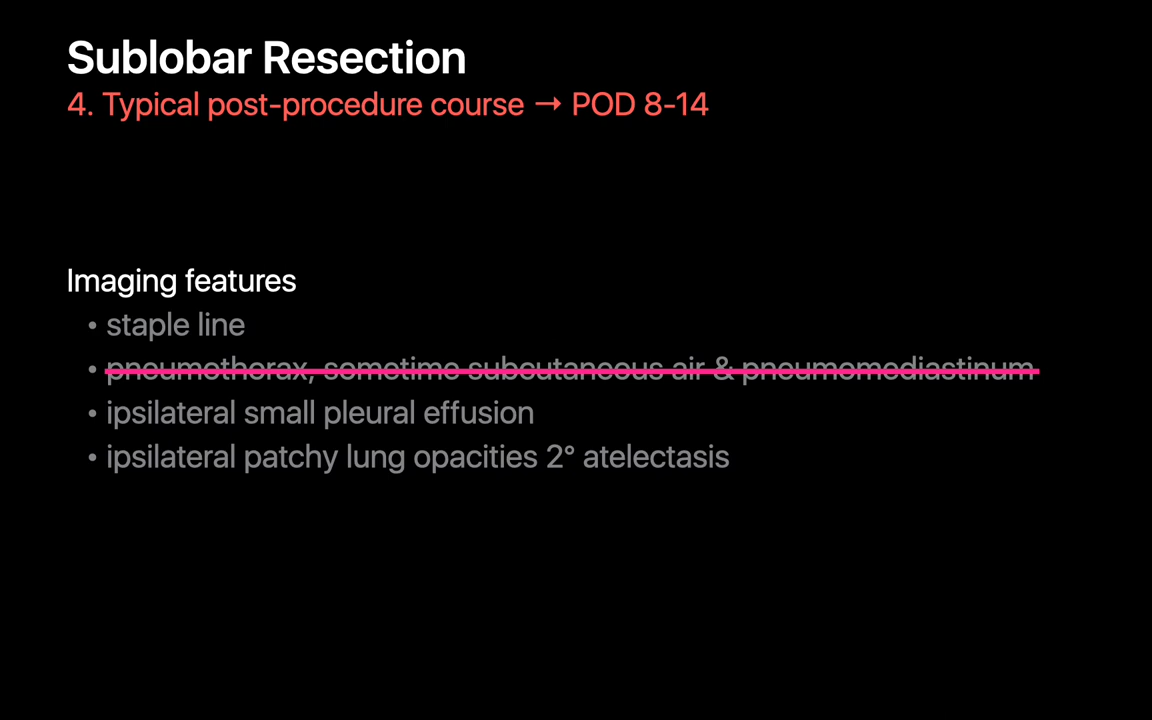 Sublobar Resection
4. Typical post-procedure course → POD 8-14
Imaging features
• staple line
• pneumothorax, sometime subcutaneous air & pneumomediastinum
• ipsilateral small pleural effusion
• ipsilateral patchy lung opacities 2° atelectasis